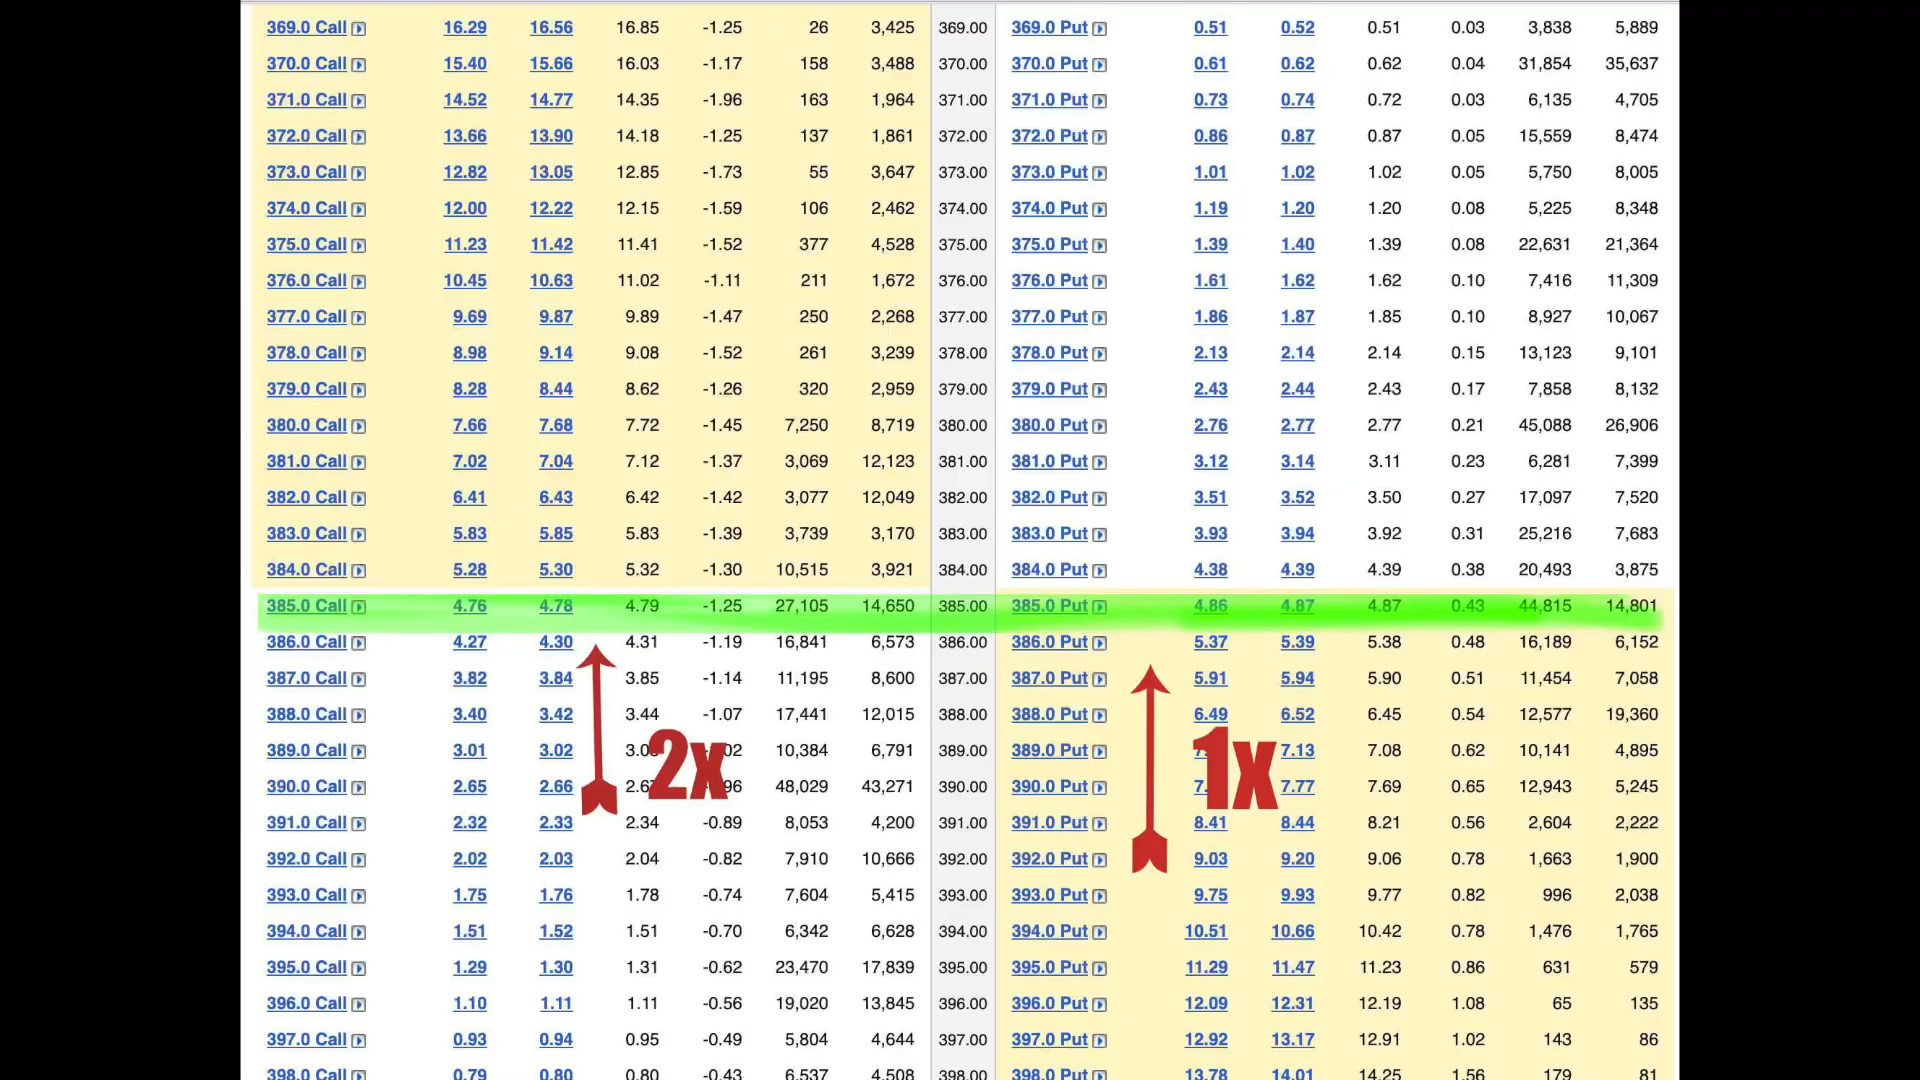 369.0 Call 16.29 16.56 16.85 -1.25 26 3,425 369.00 369.0 Put 0.51 0.52 0.51 0.03 3,838 5,889
370.0 Call 15.40 15.66 16.03 -1.17 158 3,488 370.00 370.0 Put 0.61 0.62 0.62 0.04 31,854 35,637
371.0 Call 14.52 14.77 14.35 -1.96 163 1,964 371.00 371.0 Put 0.73 0.74 0.72 0.03 6,135 4,705
372.0 Call 13.66 13.90 14.18 -1.25 137 1,861 372.00 372.0 Put 0.86 0.87 0.87 0.05 15,559 8,474
373.0 Call 12.82 13.05 12.85 -1.73 55 3,647 373.00 373.0 Put 1.01 1.02 1.02 0.05 5,750 8,005
374.0 Call 12.00 12.22 12.15 -1.59 106 2,462 374.00 374.0 Put 1.19 1.20 1.20 0.08 5,225 8,348
375.0 Call 11.23 11.42 11.41 -1.52 377 4,528 375.00 375.0 Put 1.39 1.40 1.39 0.08 22,631 21,364
376.0 Call 10.45 10.63 11.02 -1.11 211 1,672 376.00 376.0 Put 1.61 1.62 1.62 0.10 7,416 11,309
377.0 Call 9.69 9.87 9.89 -1.47 250 2,268 377.00 377.0 Put 1.86 1.87 1.85 0.10 8,927 10,067
378.0 Call 8.98 9.14 9.08 -1.52 261 3,239 378.00 378.0 Put 2.13 2.14 2.14 0.15 13,123 9,101
379.0 Call 8.28 8.44 8.62 -1.26 320 2,959 379.00 379.0 Put 2.43 2.44 2.43 0.17 7,858 8,132
380.0 Call 7.66 7.68 7.72 -1.45 7,250 8,719 380.00 380.0 Put 2.76 2.77 2.77 0.21 45,088 26,906
381.0 Call 7.02 7.04 7.12 -1.37 3,069 12,123 381.00 381.0 Put 3.12 3.14 3.11 0.23 6,281 7,399
382.0 Call 6.41 6.43 6.42 -1.42 3,077 12,049 382.00 382.0 Put 3.51 3.52 3.50 0.27 17,097 7,520
383.0 Call 5.83 5.85 5.83 -1.39 3,739 3,170 383.00 383.0 Put 3.93 3.94 3.92 0.31 25,216 7,683
384.0 Call 5.28 5.30 5.32 -1.30 10,515 3,921 384.00 384.0 Put 4.38 4.39 4.39 0.38 20,493 3,875
385.0 Call 4.76 4.78 4.79 -1.25 27,105 14,650 385.00 385.0 Put 4.86 4.87 4.87 0.43 44,815 14,801
386.0 Call 4.27 4.30 4.31 -1.19 16,841 6,573 386.00 386.0 Put 5.37 5.39 5.38 0.48 16,189 6,152
387.0 Call 3.82 3.84 3.85 -1.14 11,195 8,600 387.00 387.0 Put 5.91 5.94 5.90 0.51 11,454 7,058
388.0 Call 3.40 3.42 3.44 -1.07 17,441 12,015 388.00 388.0 Put 6.49 6.52 6.45 0.54 12,577 19,360
389.0 Call 3.01 3.02 10,384 6,791 389.00 389.0 Put 7.13 7.08 0.62 10,141 4,895
2x 1x
390.0 Call 2.65 2.66 48,029 43,271 390.00 390.0 Put 7.77 7.69 0.65 12,943 5,245
391.0 Call 2.32 2.33 2.34 -0.89 8,053 4,200 391.00 391.0 Put 8.41 8.44 8.21 0.56 2,604 2,222
392.0 Call 2.02 2.03 2.04 -0.82 7,910 10,666 392.00 392.0 Put 9.03 9.20 9.06 0.78 1,663 1,900
393.0 Call 1.75 1.76 1.78 -0.74 7,604 5,415 393.00 393.0 Put 9.75 9.93 9.77 0.82 996 2,038
394.0 Call 1.51 1.52 1.51 -0.70 6,342 6,628 394.00 394.0 Put 10.51 10.66 10.42 0.78 1,476 1,765
395.0 Call 1.29 1.30 1.31 -0.62 23,470 17,839 395.00 395.0 Put 11.29 11.47 11.23 0.86 631 579
396.0 Call 1.10 1.11 1.11 -0.56 19,020 13,845 396.00 396.0 Put 12.09 12.31 12.19 1.08 65 135
397.0 Call 0.93 0.94 0.95 -0.49 5,804 4,644 397.00 397.0 Put 12.92 13.17 12.91 1.02 143 86
398.0 Call 0.79 0.80 0.80 -0.43 6,537 4,508 398.00 398.0 Put 13.78 14.01 14.25 1.56 179 81